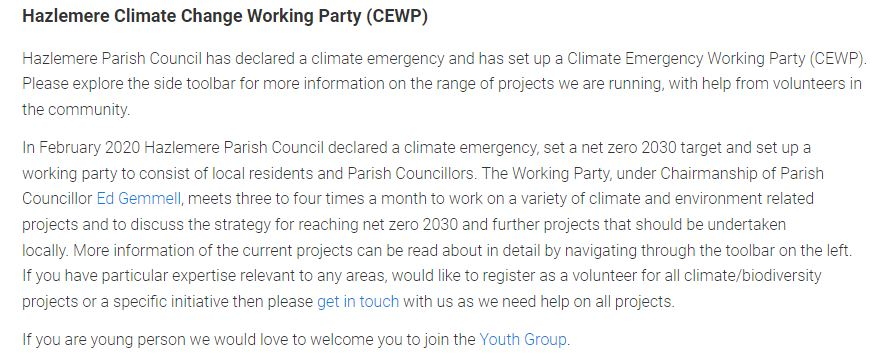 Hazlemere Climate Change Working Party (CEWP)
Hazlemere Parish Council has declared a climate emergency and has set up a Climate Emergency Working Party (CEWP).
Please explore the side toolbar for more information on the range of projects we are running, with help from volunteers in
the community.
In February 2020 Hazlemere Parish Council declared a climate emergency, set a net zero 2030 target and set up a
working party to consist of local residents and Parish Councillors. The Working Party, under Chairmanship of Parish
Councillor Ed Gemmell, meets three to four times a month to work on a variety of climate and environment related
projects and to discuss the strategy for reaching net zero 2030 and further projects that should be undertaken
locally. More information of the current projects can be read about in detail by navigating through the toolbar on the left.
If you have particular expertise relevant to any areas, would like to register as a volunteer for all climate/biodiversity
projects or a specific initiative then please get in touch with us as we need help on all projects.
If you are young person we would love to welcome you to join the Youth Group.